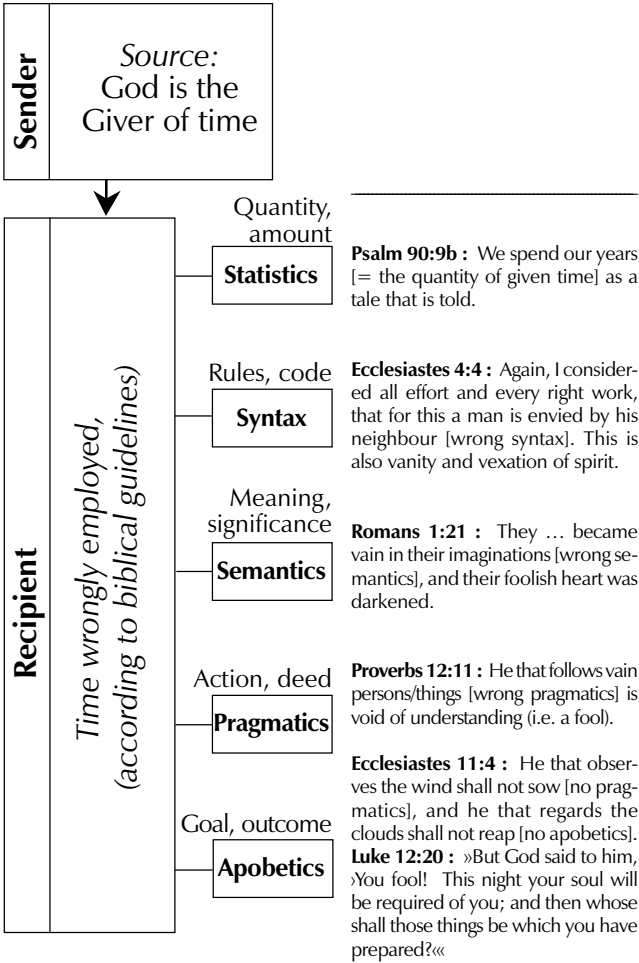 Sender
Source:
God is the
Giver of time
Recipient
Time wrongly employed,
(according to biblical guidelines)
Quantity,
amount
Statistics
Psalm 90:9b : We spend our years
[= the quantity of given time] as a
tale that is told.
Rules, code
Syntax
Ecclesiastes 4:4 : Again, I consider-
ed all effort and every right work,
that for this a man is envied by his
neighbour [wrong syntax]. This is
also vanity and vexation of spirit.
Meaning,
significance
Semantics
Romans 1:21 : They … became
vain in their imaginations [wrong se-
mantics], and their foolish heart was
darkened.
Action, deed
Pragmatics
Proverbs 12:11 : He that follows vain
persons/things [wrong pragmatics] is
void of understanding (i.e. a fool).
Ecclesiastes 11:4 : He that obser-
ves the wind shall not sow [no prag-
matics], and he that regards the
clouds shall not reap [no apobetics].
Goal, outcome
Apobetics
Luke 12:20 : »But God said to him,
›You fool! This night your soul will
be required of you; and then whose
shall those things be which you have
prepared?‹«